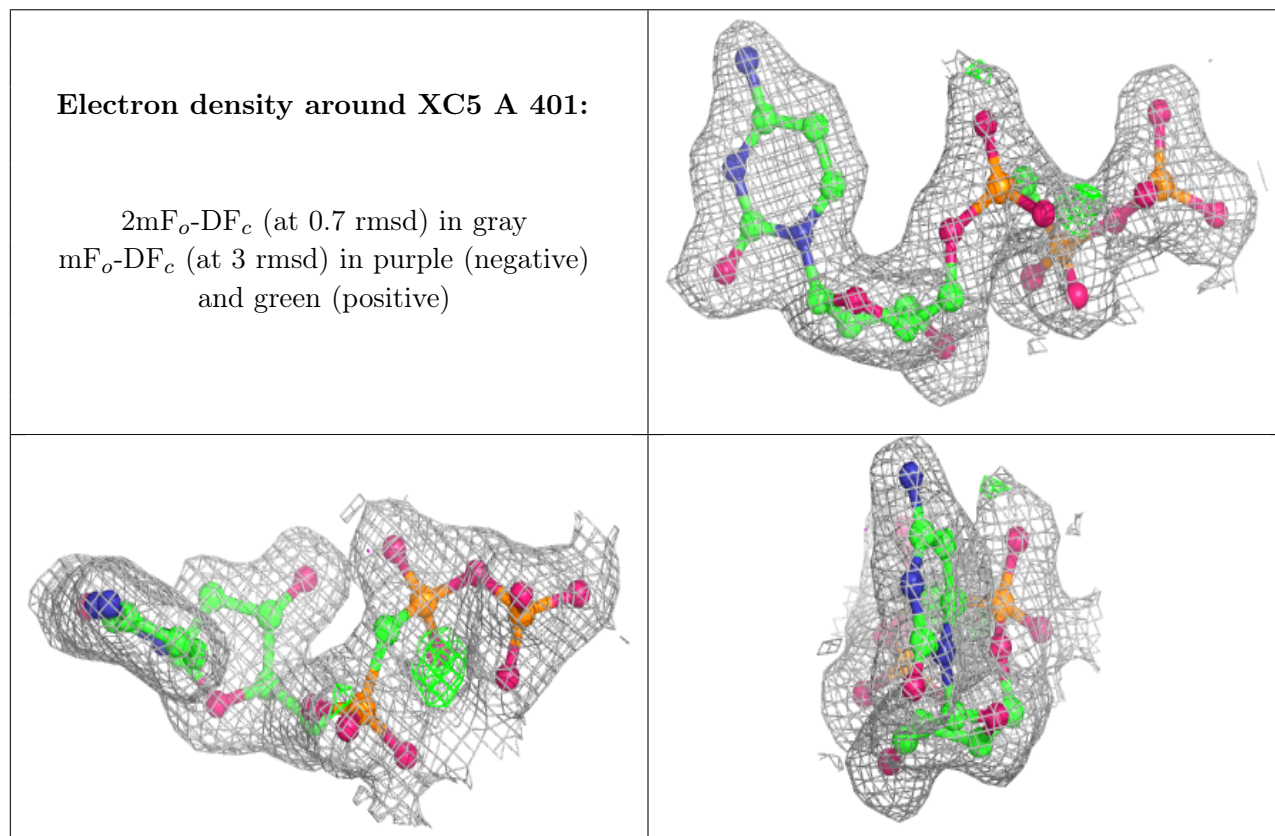 Electron density around XC5 A 401:
2mFₒ-DF𝒸 (at 0.7 rmsd) in gray
mFₒ-DF𝒸 (at 3 rmsd) in purple (negative)
and green (positive)